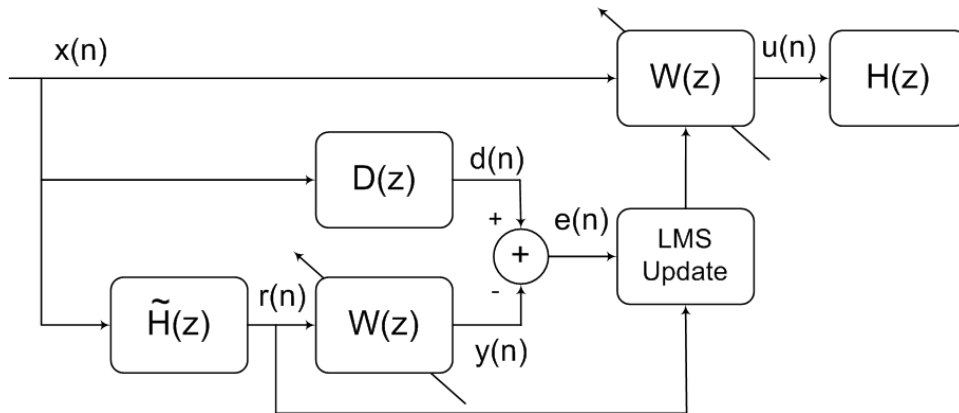 x(n)
W(z)
u(n)
H(z)
D(z)
d(n)
+
+
-
e(n)
LMS
Update
H̃(z)
r(n)
W(z)
y(n)